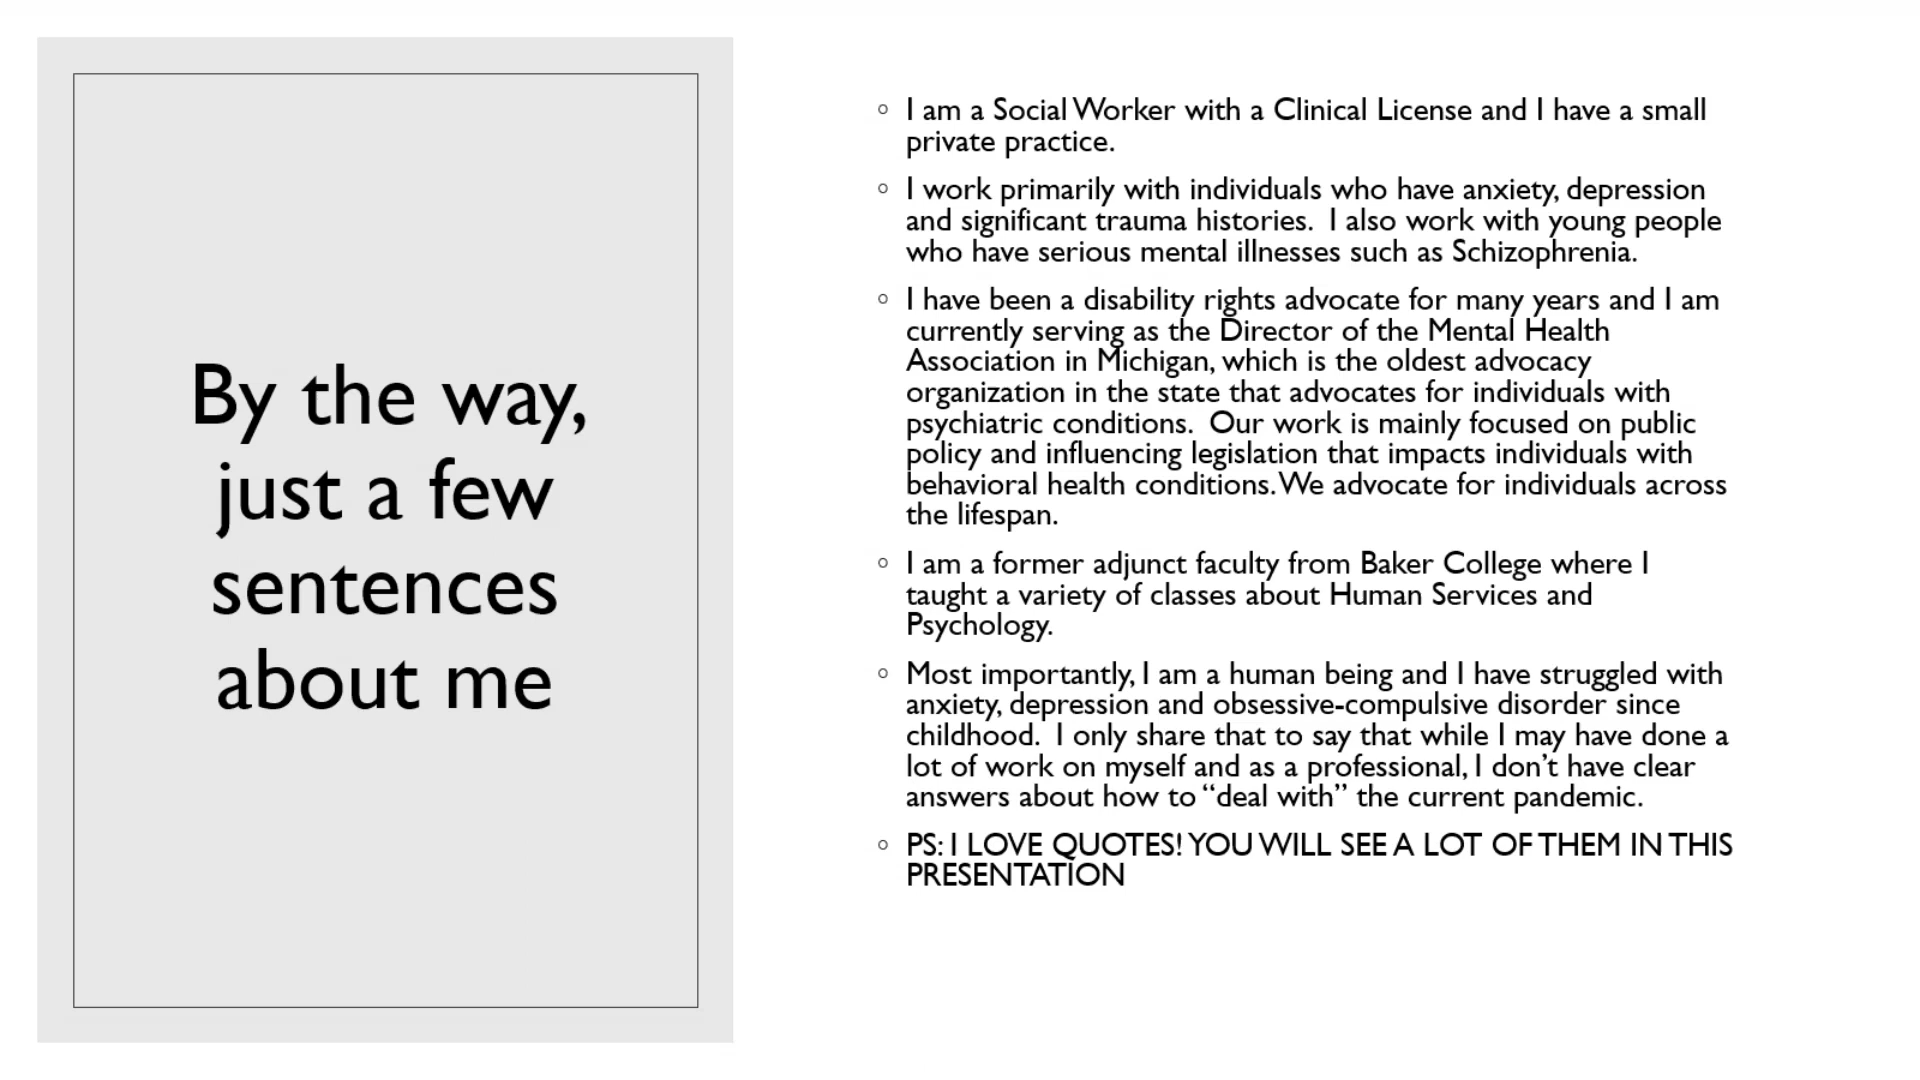 By the way,
just a few
sentences
about me
◦ I am a Social Worker with a Clinical License and I have a small
private practice.
◦ I work primarily with individuals who have anxiety, depression
and significant trauma histories.  I also work with young people
who have serious mental illnesses such as Schizophrenia.
◦ I have been a disability rights advocate for many years and I am
currently serving as the Director of the Mental Health
Association in Michigan, which is the oldest advocacy
organization in the state that advocates for individuals with
psychiatric conditions.  Our work is mainly focused on public
policy and influencing legislation that impacts individuals with
behavioral health conditions. We advocate for individuals across
the lifespan.
◦ I am a former adjunct faculty from Baker College where I
taught a variety of classes about Human Services and
Psychology.
◦ Most importantly, I am a human being and I have struggled with
anxiety, depression and obsessive-compulsive disorder since
childhood.  I only share that to say that while I may have done a
lot of work on myself and as a professional, I don’t have clear
answers about how to “deal with” the current pandemic.
◦ PS: I LOVE QUOTES! YOU WILL SEE A LOT OF THEM IN THIS
PRESENTATION